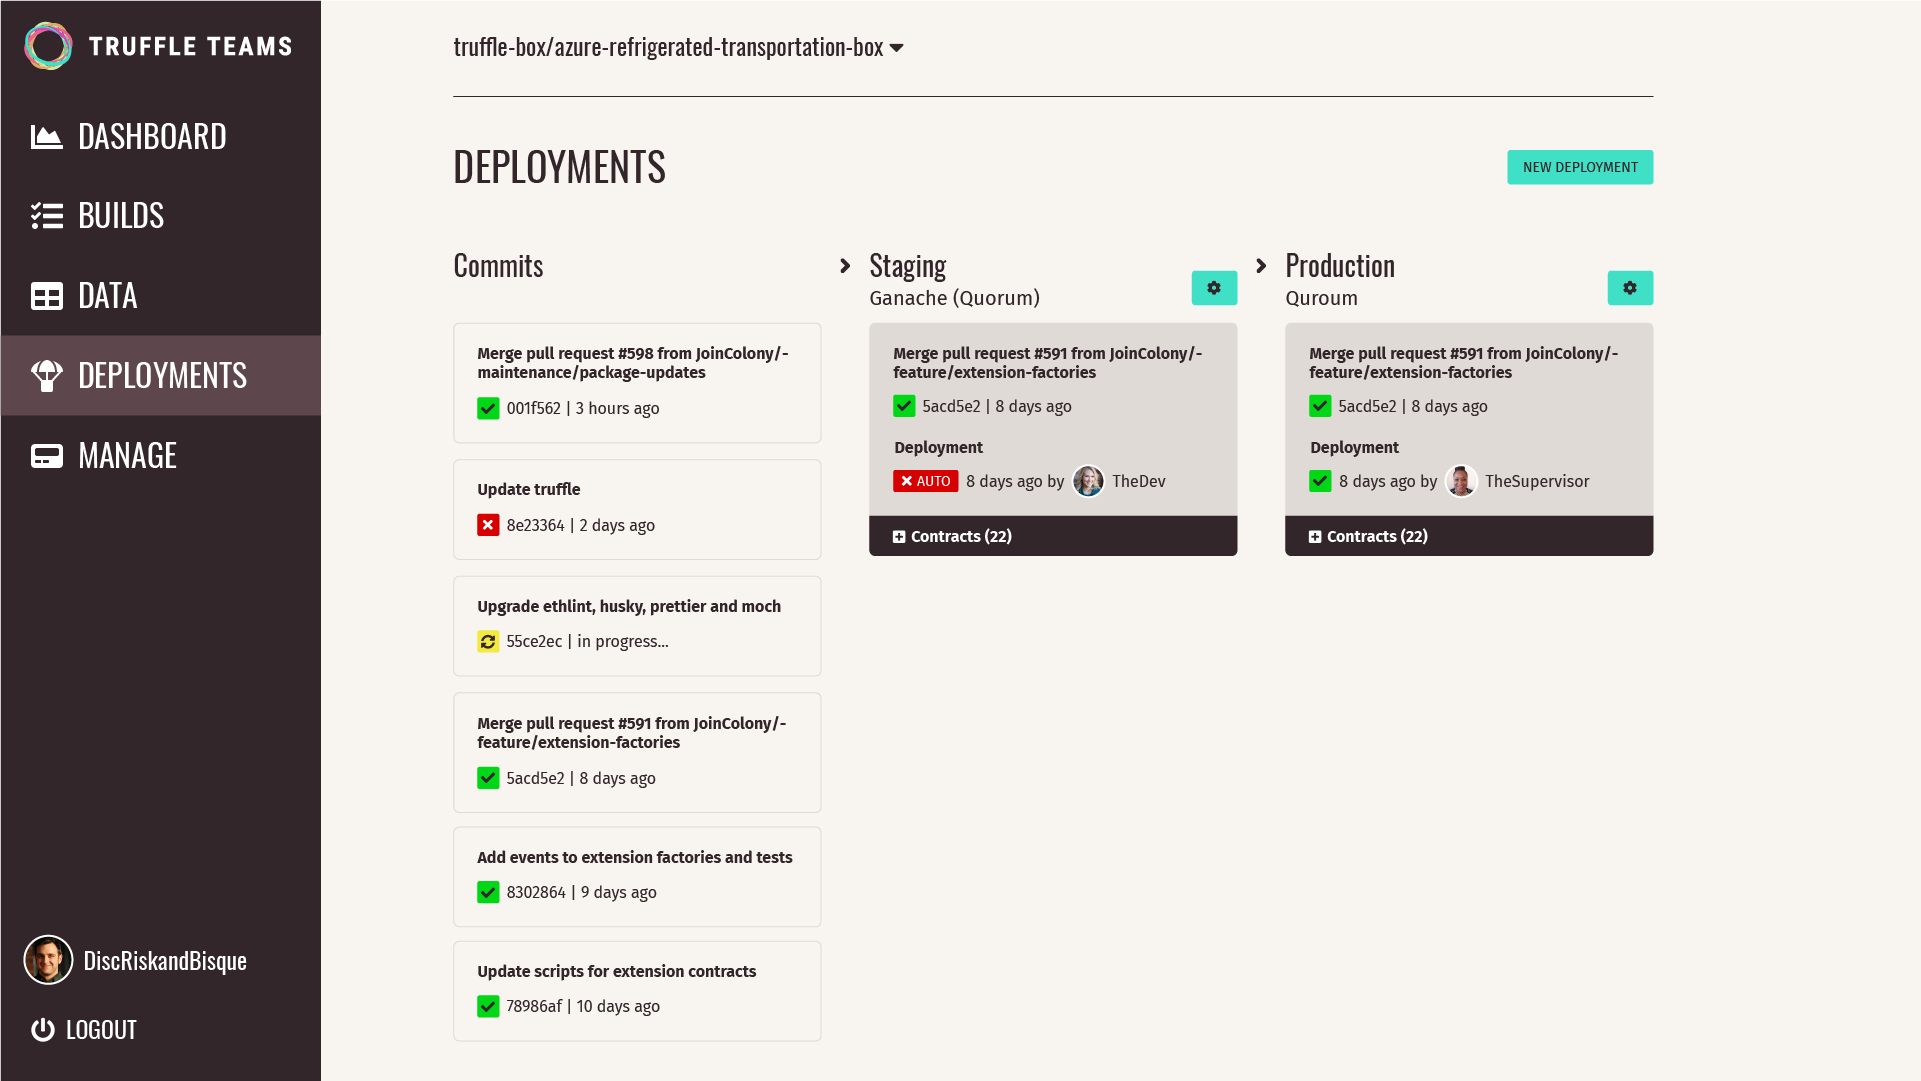 TRUFFLE TEAMS
DASHBOARD
BUILDS
DATA
DEPLOYMENTS
MANAGE
DiscRiskandBisque
LOGOUT
truffle-box/azure-refrigerated-transportation-box
DEPLOYMENTS
NEW DEPLOYMENT
Commits
Merge pull request #598 from JoinColony/-
maintenance/package-updates
001f562 | 3 hours ago
Update truffle
8e23364 | 2 days ago
Upgrade ethlint, husky, prettier and moch
55ce2ec | in progress...
Merge pull request #591 from JoinColony/-
feature/extension-factories
5acd5e2 | 8 days ago
Add events to extension factories and tests
8302864 | 9 days ago
Update scripts for extension contracts
78986af | 10 days ago
Staging
Ganache (Quorum)
Merge pull request #591 from JoinColony/-
feature/extension-factories
5acd5e2 | 8 days ago
Deployment
AUTO 8 days ago by TheDev
Contracts (22)
Production
Quroum
Merge pull request #591 from JoinColony/-
feature/extension-factories
5acd5e2 | 8 days ago
Deployment
8 days ago by TheSupervisor
Contracts (22)